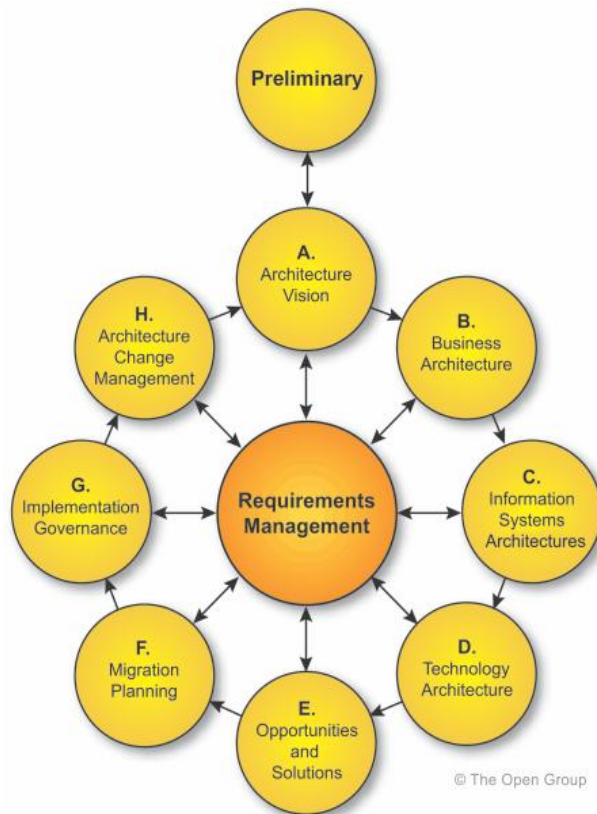 Preliminary
A.
Architecture
Vision
B.
Business
Architecture
C.
Information
Systems
Architectures
D.
Technology
Architecture
E.
Opportunities
and
Solutions
F.
Migration
Planning
G.
Implementation
Governance
H.
Architecture
Change
Management
Requirements
Management
© The Open Group